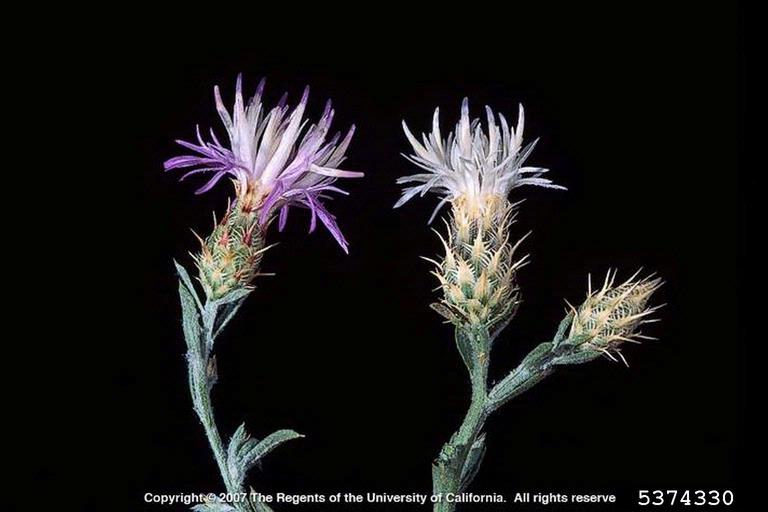 Copyright © 2007 The Regents of the University of California. All rights reserve
5374330